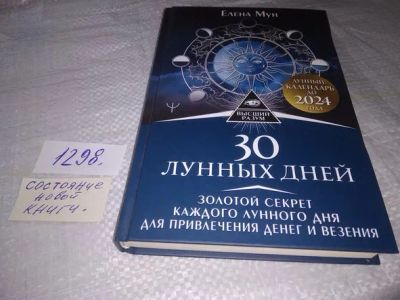 Елена Мун
ЛУННЫЙ
КАЛЕНДАРЬ ДО
2024
ГОДА
ВЫСШИЙ
РАЗУМ
30
ЛУННЫХ ДНЕЙ
ЗОЛОТОЙ СЕКРЕТ
КАЖДОГО ЛУННОГО ДНЯ
ДЛЯ ПРИВЛЕЧЕНИЯ ДЕНЕГ И ВЕЗЕНИЯ
1298.
состояние
новой
книги.